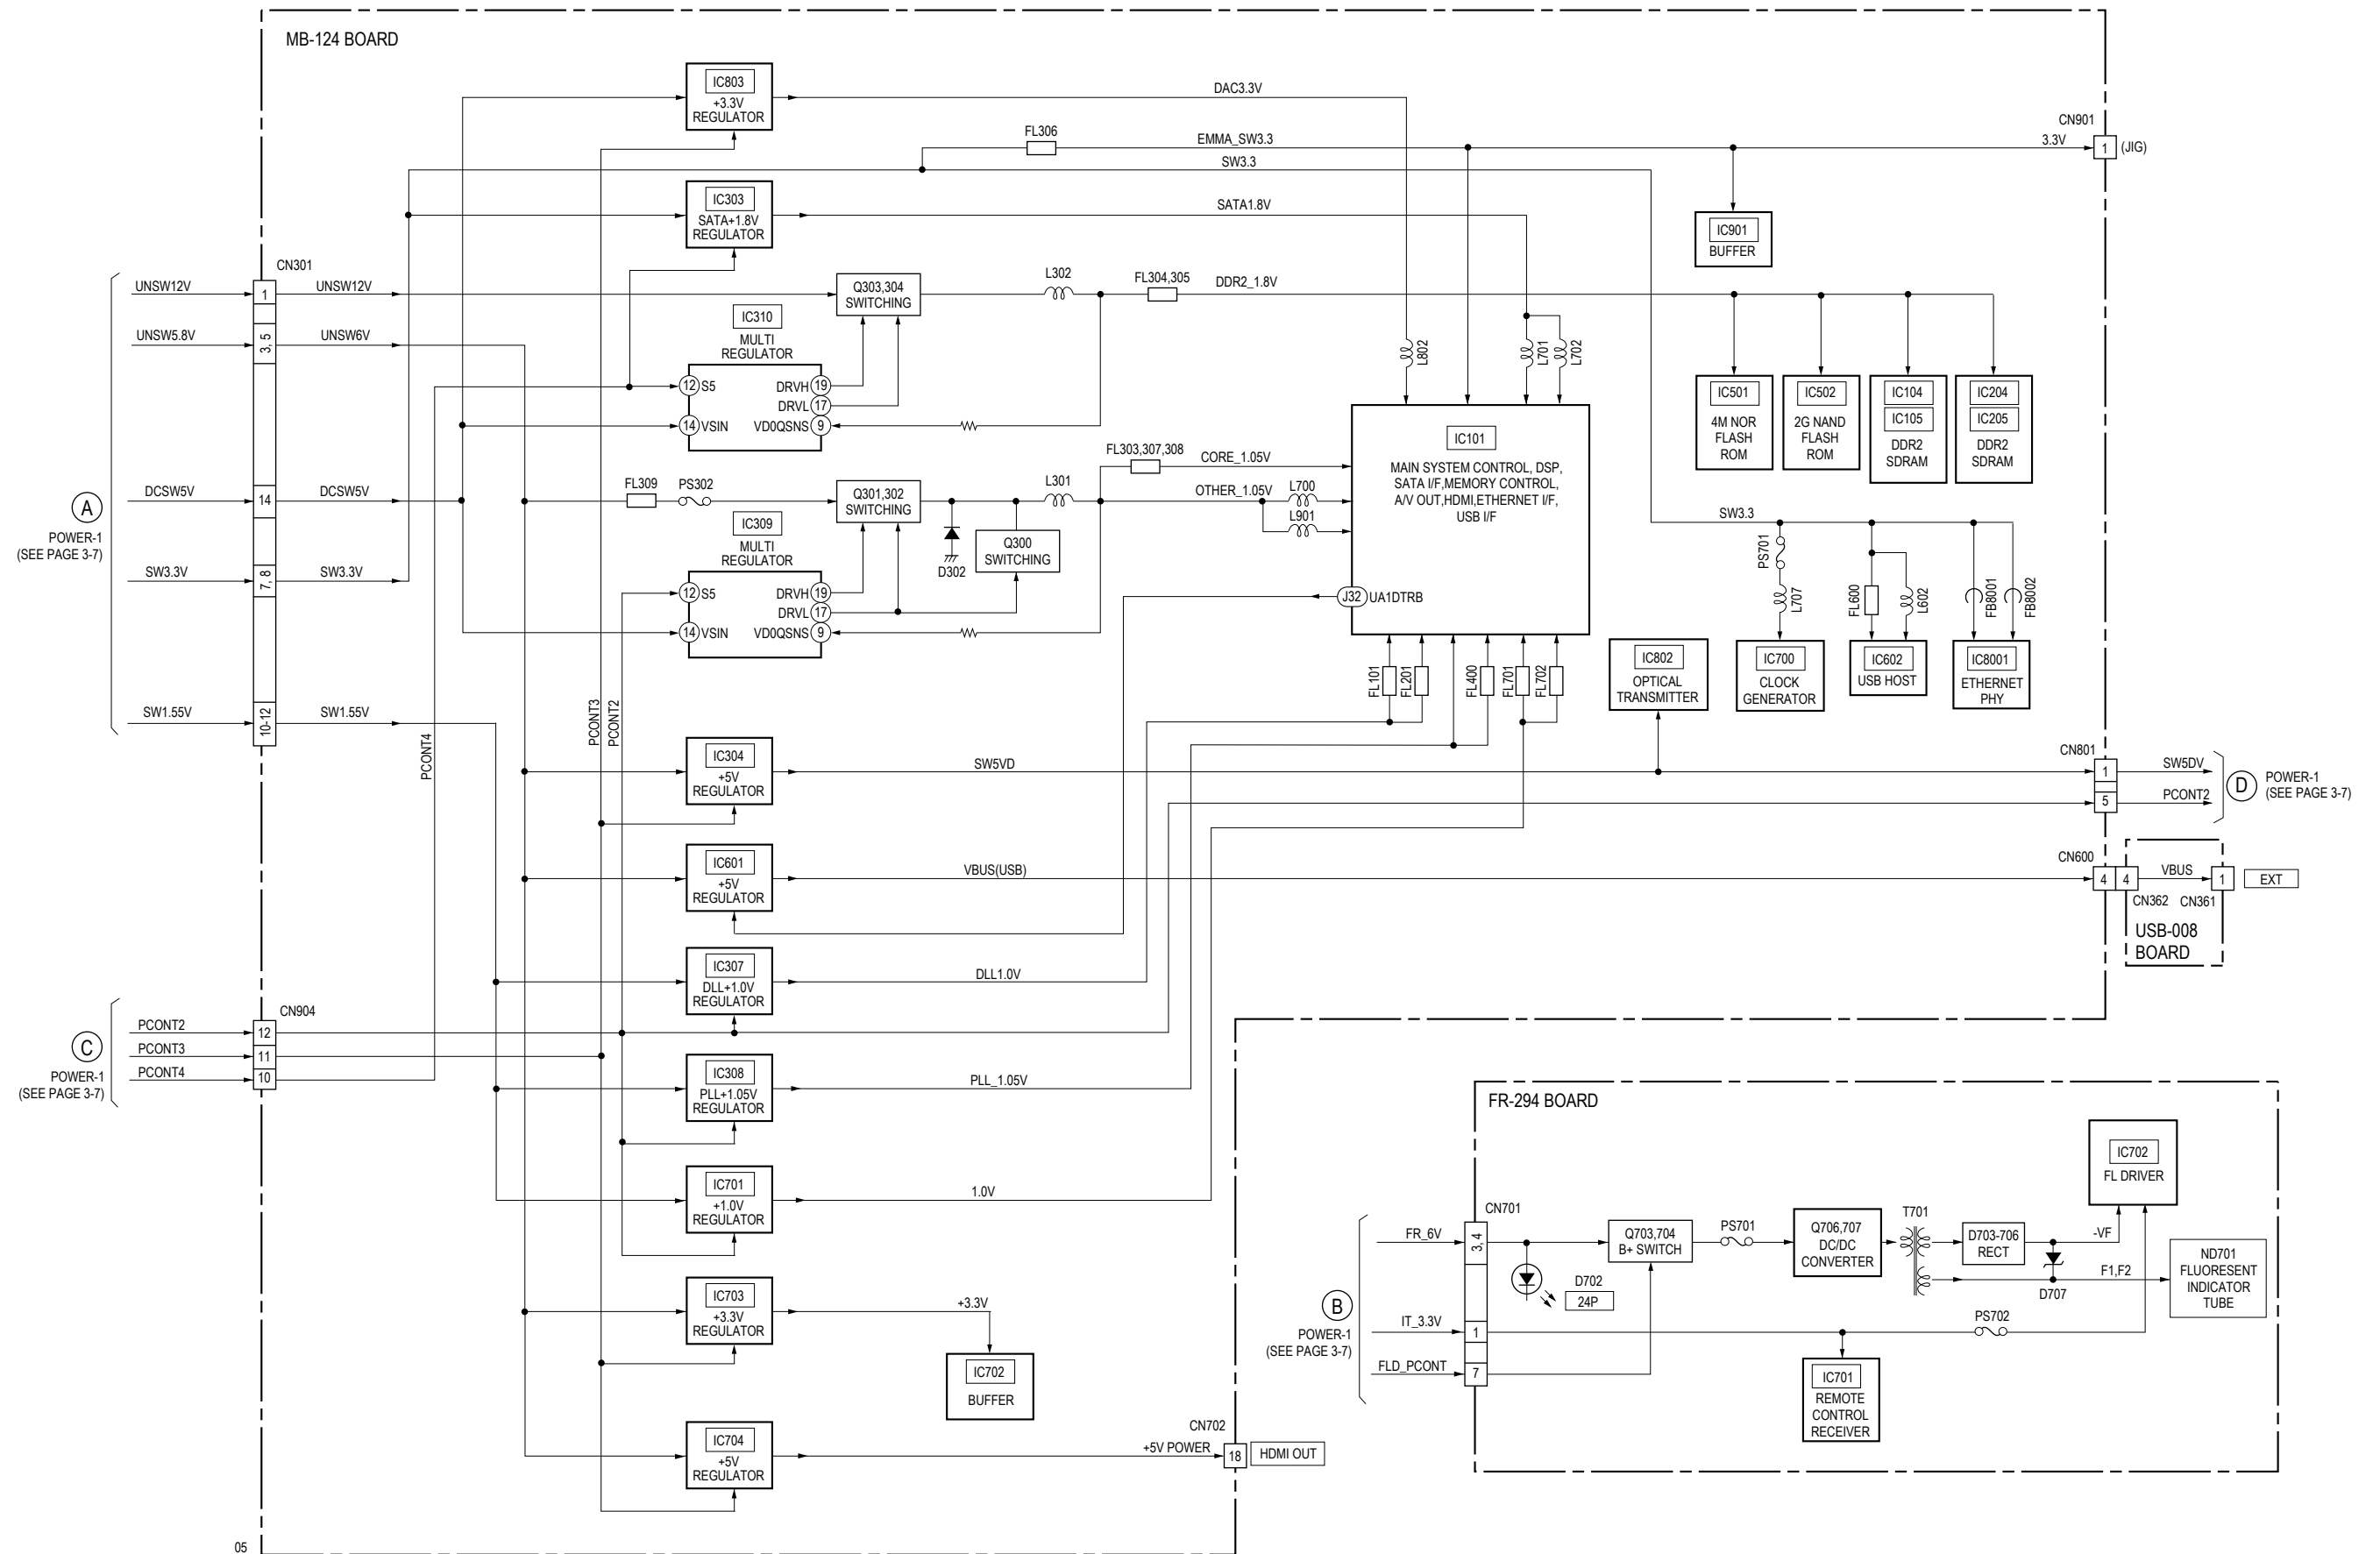 MB-124 BOARD
IC803
+3.3V
REGULATOR
DAC3.3V
FL306
EMMA_SW3.3
SW3.3
CN901
3.3V
1
(JIG)
IC303
SATA+1.8V
REGULATOR
SATA1.8V
IC901
BUFFER
CN301
UNSW12V
1
UNSW12V
Q303,304
SWITCHING
L302
FL304,305
DDR2_1.8V
UNSW5.8V
3, 5
UNSW6V
IC310
MULTI
REGULATOR
12
S5
DRVH
19
DRVL
17
14
VSIN
VD0QSNS
9
L802
L701
L702
IC501
4M NOR
FLASH
ROM
IC502
2G NAND
FLASH
ROM
IC104
IC105
DDR2
SDRAM
IC204
IC205
DDR2
SDRAM
IC101
MAIN SYSTEM CONTROL, DSP,
SATA I/F,MEMORY CONTROL,
A/V OUT,HDMI,ETHERNET I/F,
USB I/F
FL303,307,308
CORE_1.05V
A
POWER-1
(SEE PAGE 3-7)
DCSW5V
14
DCSW5V
FL309
PS302
Q301,302
SWITCHING
L301
OTHER_1.05V
L700
L901
SW3.3
IC309
MULTI
REGULATOR
D302
Q300
SWITCHING
SW3.3V
7, 8
SW3.3V
12
S5
DRVH
19
DRVL
17
14
VSIN
VD0QSNS
9
J32
UA1DTRB
PS701
L707
FL600
L602
FB8001
FB8002
IC802
OPTICAL
TRANSMITTER
IC700
CLOCK
GENERATOR
IC602
USB HOST
IC8001
ETHERNET
PHY
FL101
FL201
FL400
FL701
FL702
SW1.55V
10-12
SW1.55V
PCONT4
PCONT3
PCONT2
IC304
+5V
REGULATOR
SW5VD
CN801
1
SW5DV
5
PCONT2
D
POWER-1
(SEE PAGE 3-7)
IC601
+5V
REGULATOR
VBUS(USB)
CN600
4
4
VBUS
1
EXT
CN362
CN361
USB-008
BOARD
IC307
DLL+1.0V
REGULATOR
DLL1.0V
CN904
PCONT2
12
PCONT3
11
PCONT4
10
C
POWER-1
(SEE PAGE 3-7)
IC308
PLL+1.05V
REGULATOR
PLL_1.05V
IC701
+1.0V
REGULATOR
1.0V
IC703
+3.3V
REGULATOR
+3.3V
IC702
BUFFER
IC704
+5V
REGULATOR
+5V POWER
CN702
18
HDMI OUT
FR-294 BOARD
IC702
FL DRIVER
CN701
FR_6V
3, 4
Q703,704
B+ SWITCH
PS701
Q706,707
DC/DC
CONVERTER
T701
D703-706
RECT
-VF
F1,F2
D707
ND701
FLUORESENT
INDICATOR
TUBE
D702
24P
B
POWER-1
(SEE PAGE 3-7)
IT_3.3V
1
PS702
FLD_PCONT
7
IC701
REMOTE
CONTROL
RECEIVER
05